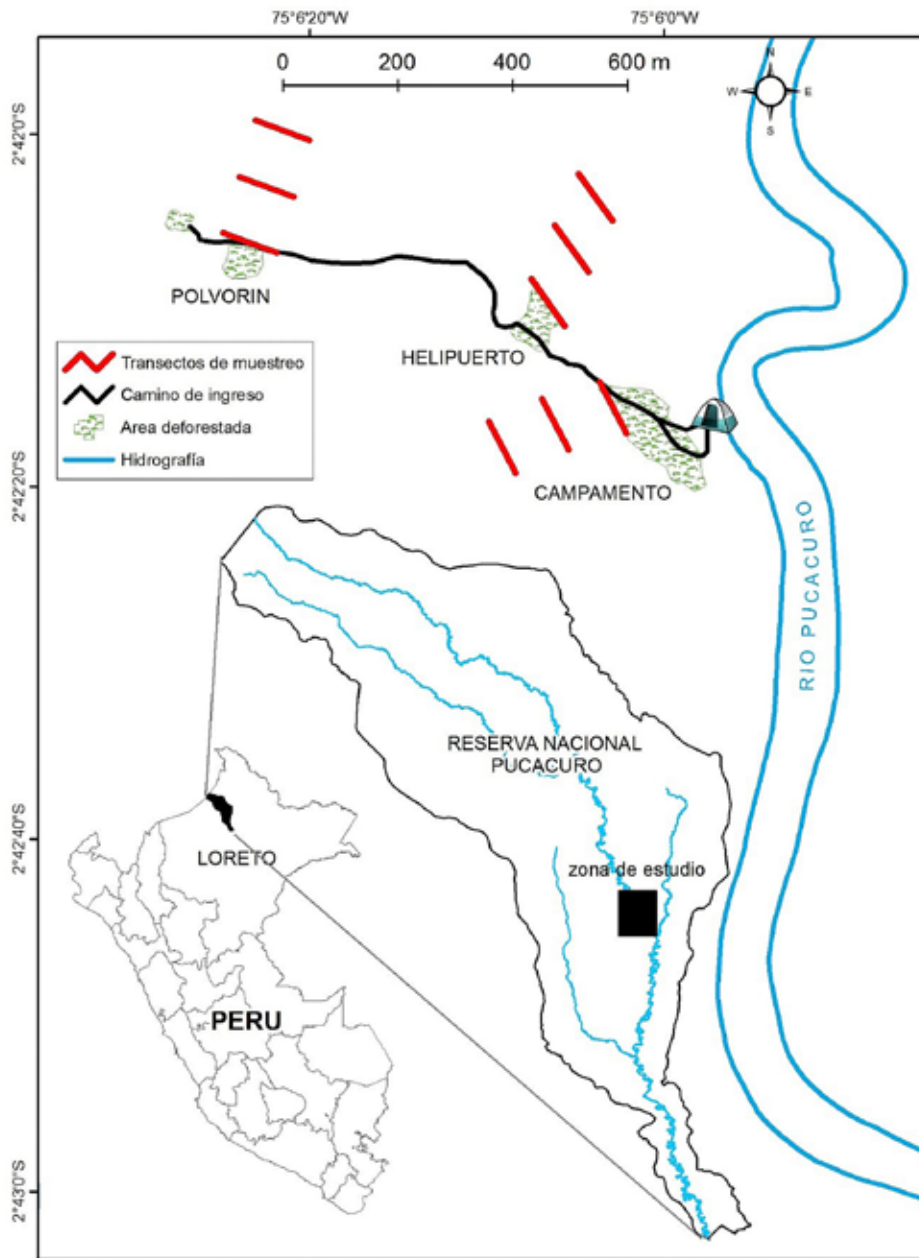 75°6'20"W
75°6'0"W
0 200 400 600 m
N
W E
S
2°42'0"S
POLVORIN
HELIPUERTO
Transectos de muestreo
Camino de ingreso
Area deforestada
Hidrografía
CAMPAMENTO
2°42'20"S
RIO PUCACURO
RESERVA NACIONAL
PUCACURO
2°42'40"S
LORETO
zona de estudio
PERU
2°43'0"S